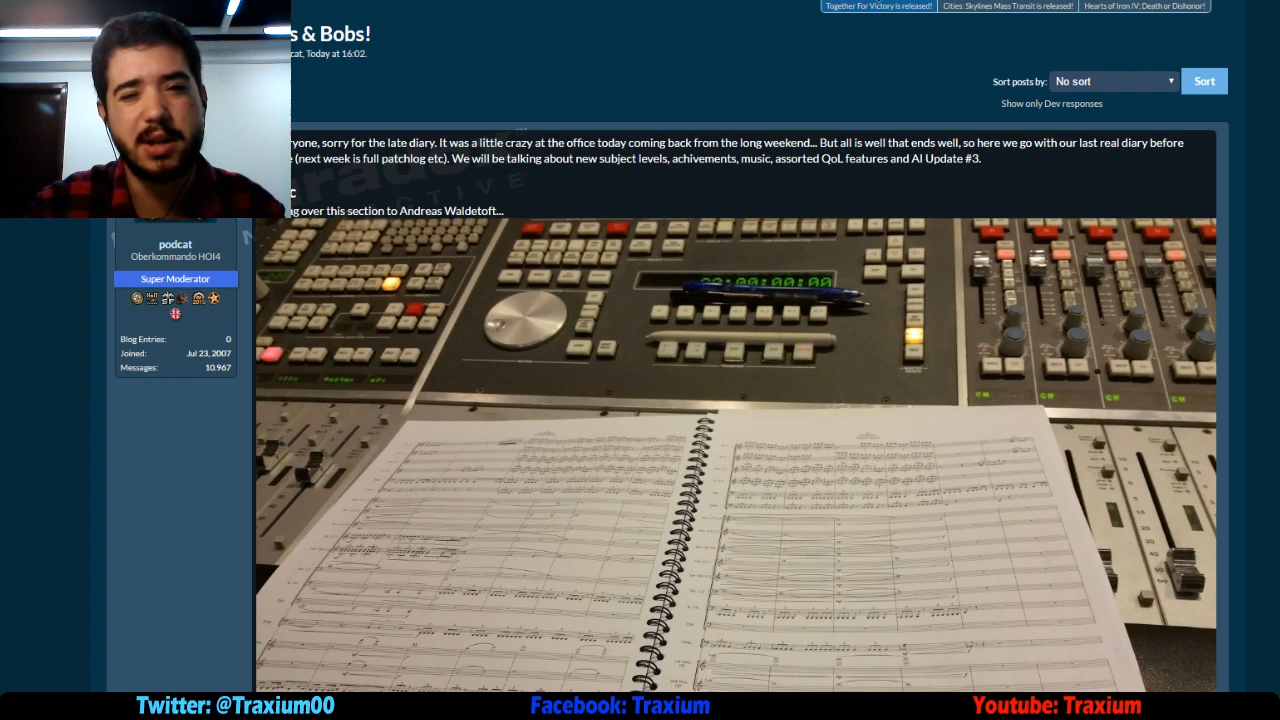 Together For Victory is released!
Cities: Skylines Mass Transit is released!
Hearts of Iron IV: Death or Dishonor!
s & Bobs!
cat, Today at 16:02.
Sort posts by:
No sort
Sort
Show only Dev responses
ryone, sorry for the late diary. It was a little crazy at the office today coming back from the long weekend... But all is well that ends well, so here we go with our last real diary before
(next week is full patchlog etc). We will be talking about new subject levels, achivements, music, assorted QoL features and AI Update #3.
c
g over this section to Andreas Waldetoft...
podcat
Oberkommando HOI4
Super Moderator
Blog Entries: 0
Joined: Jul 23, 2007
Messages: 10.967
00:00:00:00
Twitter: @Traxium00
Facebook: Traxium
Youtube: Traxium